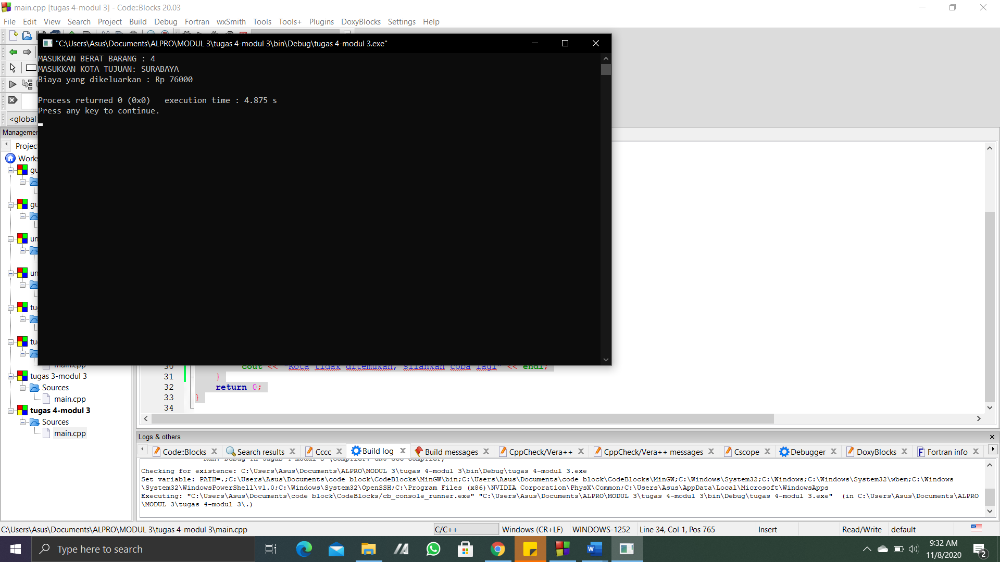 main.cpp [tugas 4-modul 3] - Code::Blocks 20.03
File Edit View Search Project Build Debug Fortran wxSmith Tools Tools+ Plugins DoxyBlocks Settings Help
"C:\Users\Asus\Documents\ALPRO\MODUL 3\tugas 4-modul 3\bin\Debug\tugas 4-modul 3.exe"
MASUKKAN BERAT BARANG : 4
MASUKKAN KOTA TUJUAN: SURABAYA
Biaya yang dikeluarkan : Rp 76000
Process returned 0 (0x0) execution time : 4.875 s
Press any key to continue.
<global
Managemen
Project
Works
gu
gu
un
un
tu
tu
main.cpp
tugas 3-modul 3
Sources
main.cpp
tugas 4-modul 3
Sources
main.cpp
30 cout << "Kota tidak ditemukan, silahkan coba lagi" << endl;
31 }
32 return 0;
33 }
34
Logs & others
Code::Blocks Search results Cccc Build log Build messages CppCheck/Vera++ CppCheck/Vera++ messages Cscope Debugger DoxyBlocks Fortran info
Checking for existence: C:\Users\Asus\Documents\ALPRO\MODUL 3\tugas 4-modul 3\bin\Debug\tugas 4-modul 3.exe
Set variable: PATH=.;C:\Users\Asus\Documents\code block\CodeBlocks\MinGW\bin;C:\Users\Asus\Documents\code block\CodeBlocks\MinGW;C:\Windows\System32;C:\Windows;C:\Windows\System32\wbem;C:\Windows
\System32\WindowsPowerShell\v1.0;C:\Windows\System32\OpenSSH;C:\Program Files (x86)\NVIDIA Corporation\PhysX\Common;C:\Users\Asus\AppData\Local\Microsoft\WindowsApps
Executing: "C:\Users\Asus\Documents\code block\CodeBlocks/cb_console_runner.exe" "C:\Users\Asus\Documents\ALPRO\MODUL 3\tugas 4-modul 3\bin\Debug\tugas 4-modul 3.exe" (in C:\Users\Asus\Documents\ALPRO
\MODUL 3\tugas 4-modul 3\.)
C:\Users\Asus\Documents\ALPRO\MODUL 3\tugas 4-modul 3\main.cpp C/C++ Windows (CR+LF) WINDOWS-1252 Line 34, Col 1, Pos 765 Insert Read/Write default
Type here to search
9:32 AM
11/8/2020
2